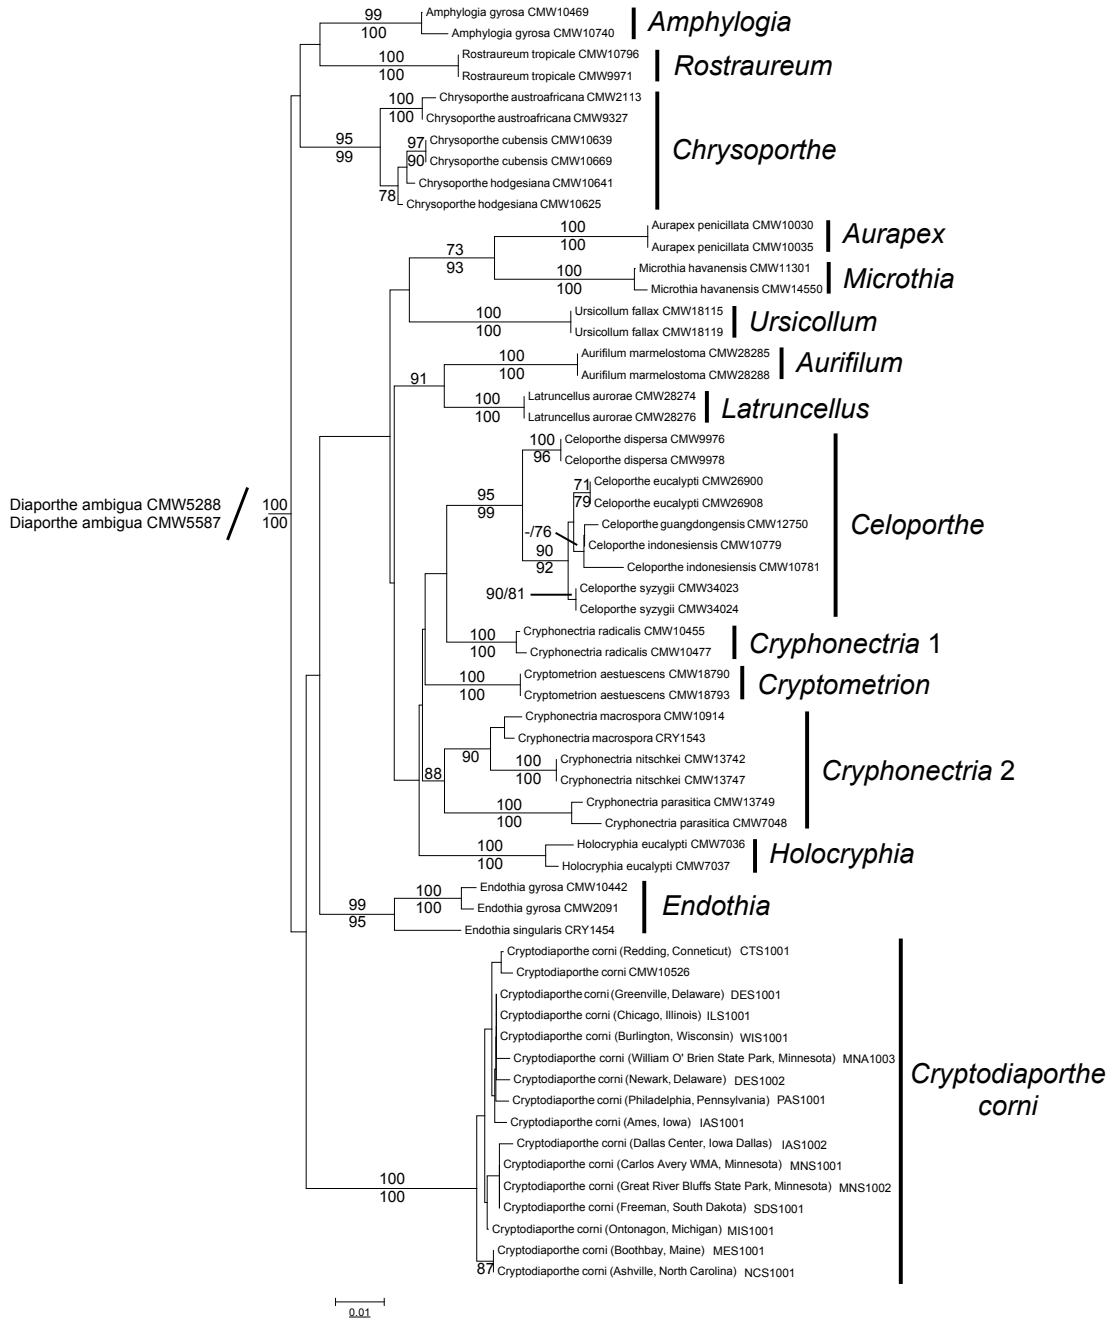 99
100
Amphylogia gyrosa CMW10469
Amphylogia gyrosa CMW10740
Amphylogia
100
100
Rostraureum tropicale CMW10796
Rostraureum tropicale CMW9971
Rostraureum
95
99
100
100
Chrysoporthe austroafricana CMW2113
Chrysoporthe austroafricana CMW9327
97
90
Chrysoporthe cubensis CMW10639
Chrysoporthe cubensis CMW10669
78
Chrysoporthe hodgesiana CMW10641
Chrysoporthe hodgesiana CMW10625
Chrysoporthe
73
93
100
100
Aurapex penicillata CMW10030
Aurapex penicillata CMW10035
Aurapex
100
100
Microthia havanensis CMW11301
Microthia havanensis CMW14550
Microthia
100
100
Ursicollum fallax CMW18115
Ursicollum fallax CMW18119
Ursicollum
91
100
100
Aurifilum marmelostoma CMW28285
Aurifilum marmelostoma CMW28288
Aurifilum
100
100
Latruncellus aurorae CMW28274
Latruncellus aurorae CMW28276
Latruncellus
95
99
100
96
Celoporthe dispersa CMW9976
Celoporthe dispersa CMW9978
71
79
Celoporthe eucalypti CMW26900
Celoporthe eucalypti CMW26908
-/76
90
92
Celoporthe guangdongensis CMW12750
Celoporthe indonesiensis CMW10779
Celoporthe indonesiensis CMW10781
90/81
Celoporthe syzygii CMW34023
Celoporthe syzygii CMW34024
Celoporthe
Diaporthe ambigua CMW5288
Diaporthe ambigua CMW5587
100
100
100
100
Cryphonectria radicalis CMW10455
Cryphonectria radicalis CMW10477
Cryphonectria 1
100
100
Cryptometrion aestuescens CMW18790
Cryptometrion aestuescens CMW18793
Cryptometrion
88
90
Cryphonectria macrospora CMW10914
Cryphonectria macrospora CRY1543
100
100
Cryphonectria nitschkei CMW13742
Cryphonectria nitschkei CMW13747
100
100
Cryphonectria parasitica CMW13749
Cryphonectria parasitica CMW7048
Cryphonectria 2
100
100
Holocryphia eucalypti CMW7036
Holocryphia eucalypti CMW7037
Holocryphia
99
95
100
100
Endothia gyrosa CMW10442
Endothia gyrosa CMW2091
Endothia singularis CRY1454
Endothia
100
100
Cryptodiaporthe corni (Redding, Conneticut) CTS1001
Cryptodiaporthe corni CMW10526
Cryptodiaporthe corni (Greenville, Delaware) DES1001
Cryptodiaporthe corni (Chicago, Illinois) ILS1001
Cryptodiaporthe corni (Burlington, Wisconsin) WIS1001
Cryptodiaporthe corni (William O' Brien State Park, Minnesota) MNA1003
Cryptodiaporthe corni (Newark, Delaware) DES1002
Cryptodiaporthe corni (Philadelphia, Pennsylvania) PAS1001
Cryptodiaporthe corni (Ames, Iowa) IAS1001
Cryptodiaporthe corni (Dallas Center, Iowa Dallas) IAS1002
Cryptodiaporthe corni (Carlos Avery WMA, Minnesota) MNS1001
Cryptodiaporthe corni (Great River Bluffs State Park, Minnesota) MNS1002
Cryptodiaporthe corni (Freeman, South Dakota) SDS1001
Cryptodiaporthe corni (Ontonagon, Michigan) MIS1001
87
Cryptodiaporthe corni (Boothbay, Maine) MES1001
Cryptodiaporthe corni (Ashville, North Carolina) NCS1001
Cryptodiaporthe
corni
0.01